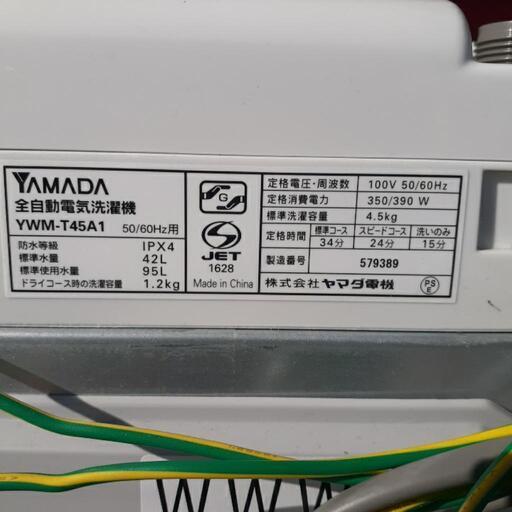 YAMADA
全自動電気洗濯機
YWM-T45A1 50/60Hz用
防水等級 IPX4
標準水量 42L
標準使用水量 95L
ドライコース時の洗濯容量 1.2kg
G
S
JET
1628
Made in China
定格電圧・周波数 100V 50/60Hz
定格消費電力 350/390 W
標準洗濯容量 4.5kg
定格時間 標準コース スピードコース 洗いのみ
34分 24分 15分
製造番号 579389
株式会社ヤマダ電機 PS E
WWW